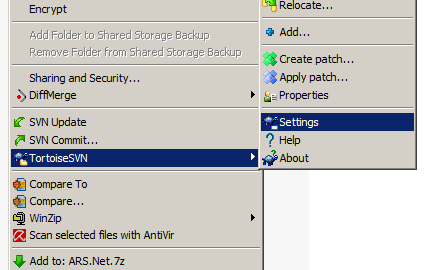 Encrypt
Add Folder to Shared Storage Backup
Remove Folder from Shared Storage Backup
Sharing and Security...
DiffMerge
SVN Update
SVN Commit...
TortoiseSVN
Compare To
Compare...
WinZip
Scan selected files with AntiVir
Add to: ARS.Net.7z
Relocate...
Add...
Create patch...
Apply patch...
Properties
Settings
Help
About